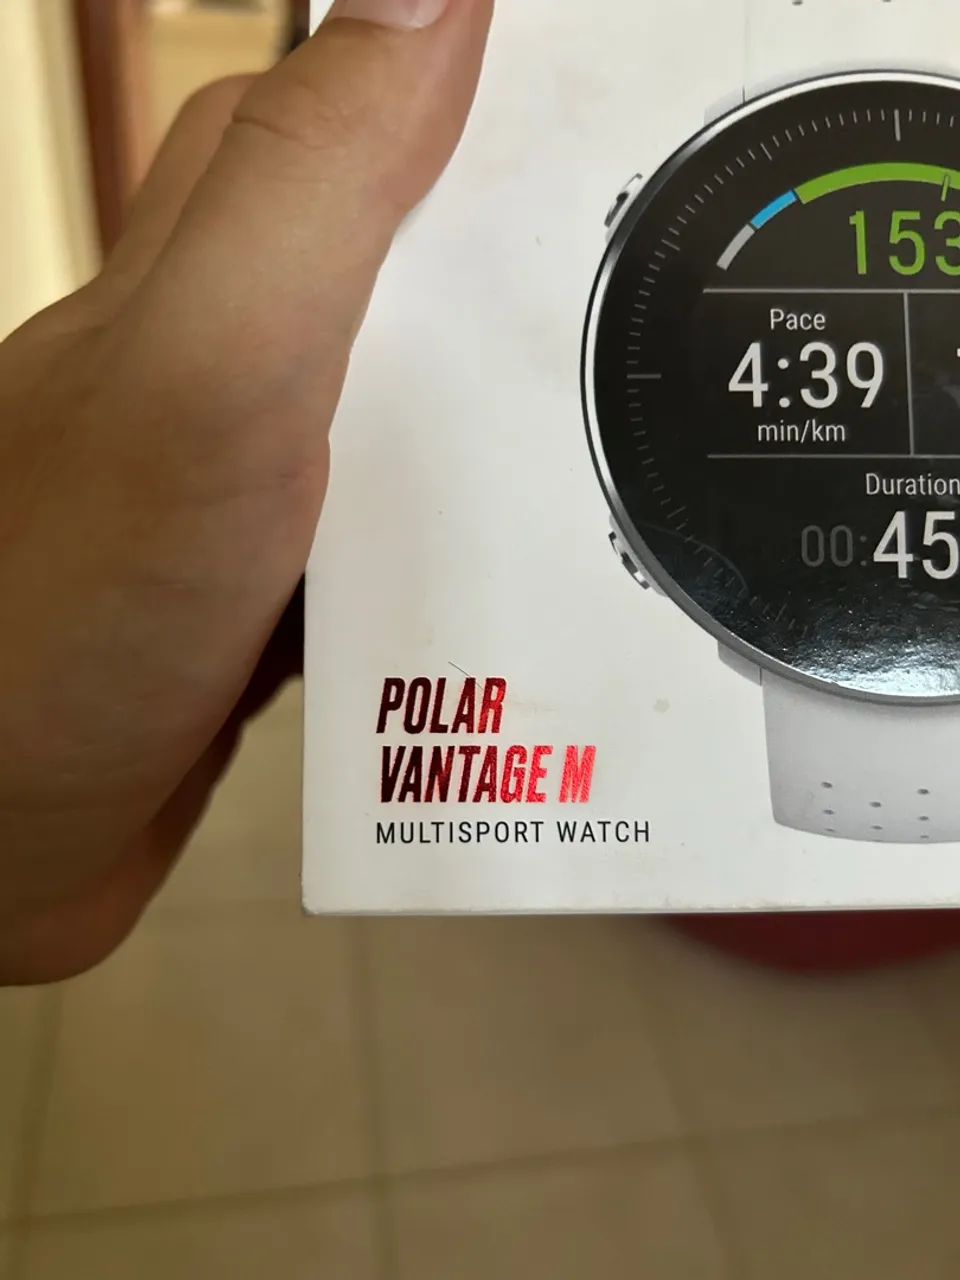 153
Pace
4:39
min/km
Duration
00:45
POLAR
VANTAGE M
MULTISPORT WATCH